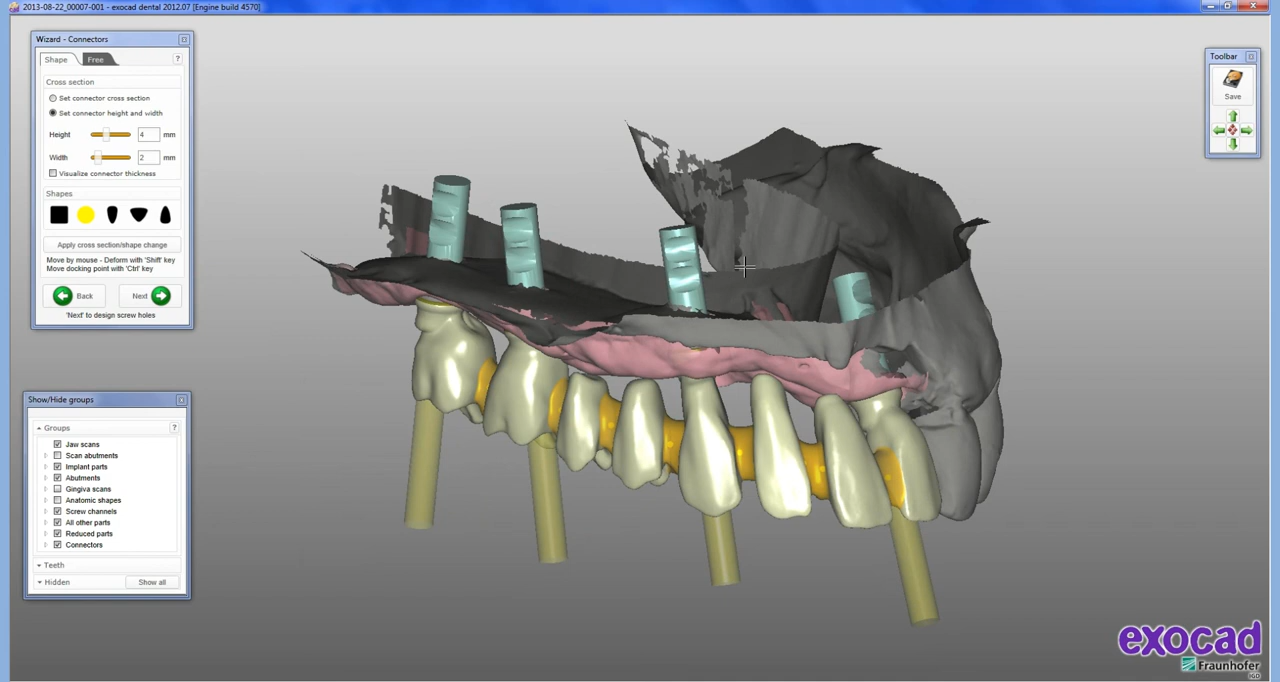 2013-08-22_00007-001 - exocad dental 2012.07 [Engine build 4570]
Wizard - Connectors
Shape Free ?
Cross section
Set connector cross section
Set connector height and width
Height 4 mm
Width 2 mm
Visualize connector thickness
Shapes
Apply cross section/shape change
Move by mouse - Deform with 'Shift' key
Move docking point with 'Ctrl' key
Back Next
'Next' to design screw holes
Show/Hide groups
Groups ?
Jaw scans
Scan abutments
Implant parts
Abutments
Gingiva scans
Anatomic shapes
Screw channels
All other parts
Reduced parts
Connectors
Teeth
Hidden Show all
Toolbar
Save
exocad
Fraunhofer
IGD